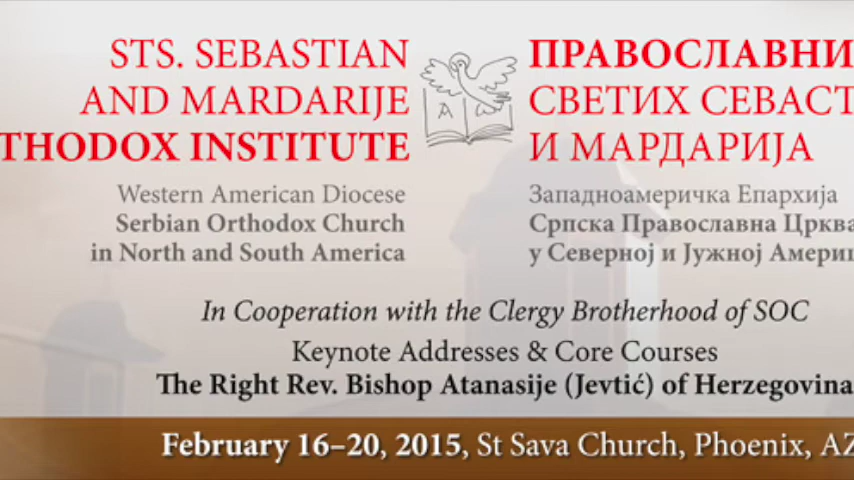 STS. SEBASTIAN
AND MARDARIJE
THODOX INSTITUTE
Western American Diocese
Serbian Orthodox Church
in North and South America
А Ω
ПРАВОСЛАВНИ
СВЕТИХ СЕВАСТ
И МАРДАРИЈА
Западноамеричка Епархија
Српска Православна Црква
у Северној и Јужној Америц
In Cooperation with the Clergy Brotherhood of SOC
Keynote Addresses & Core Courses
The Right Rev. Bishop Atanasije (Jevtić) of Herzegovina
February 16–20, 2015, St Sava Church, Phoenix, AZ